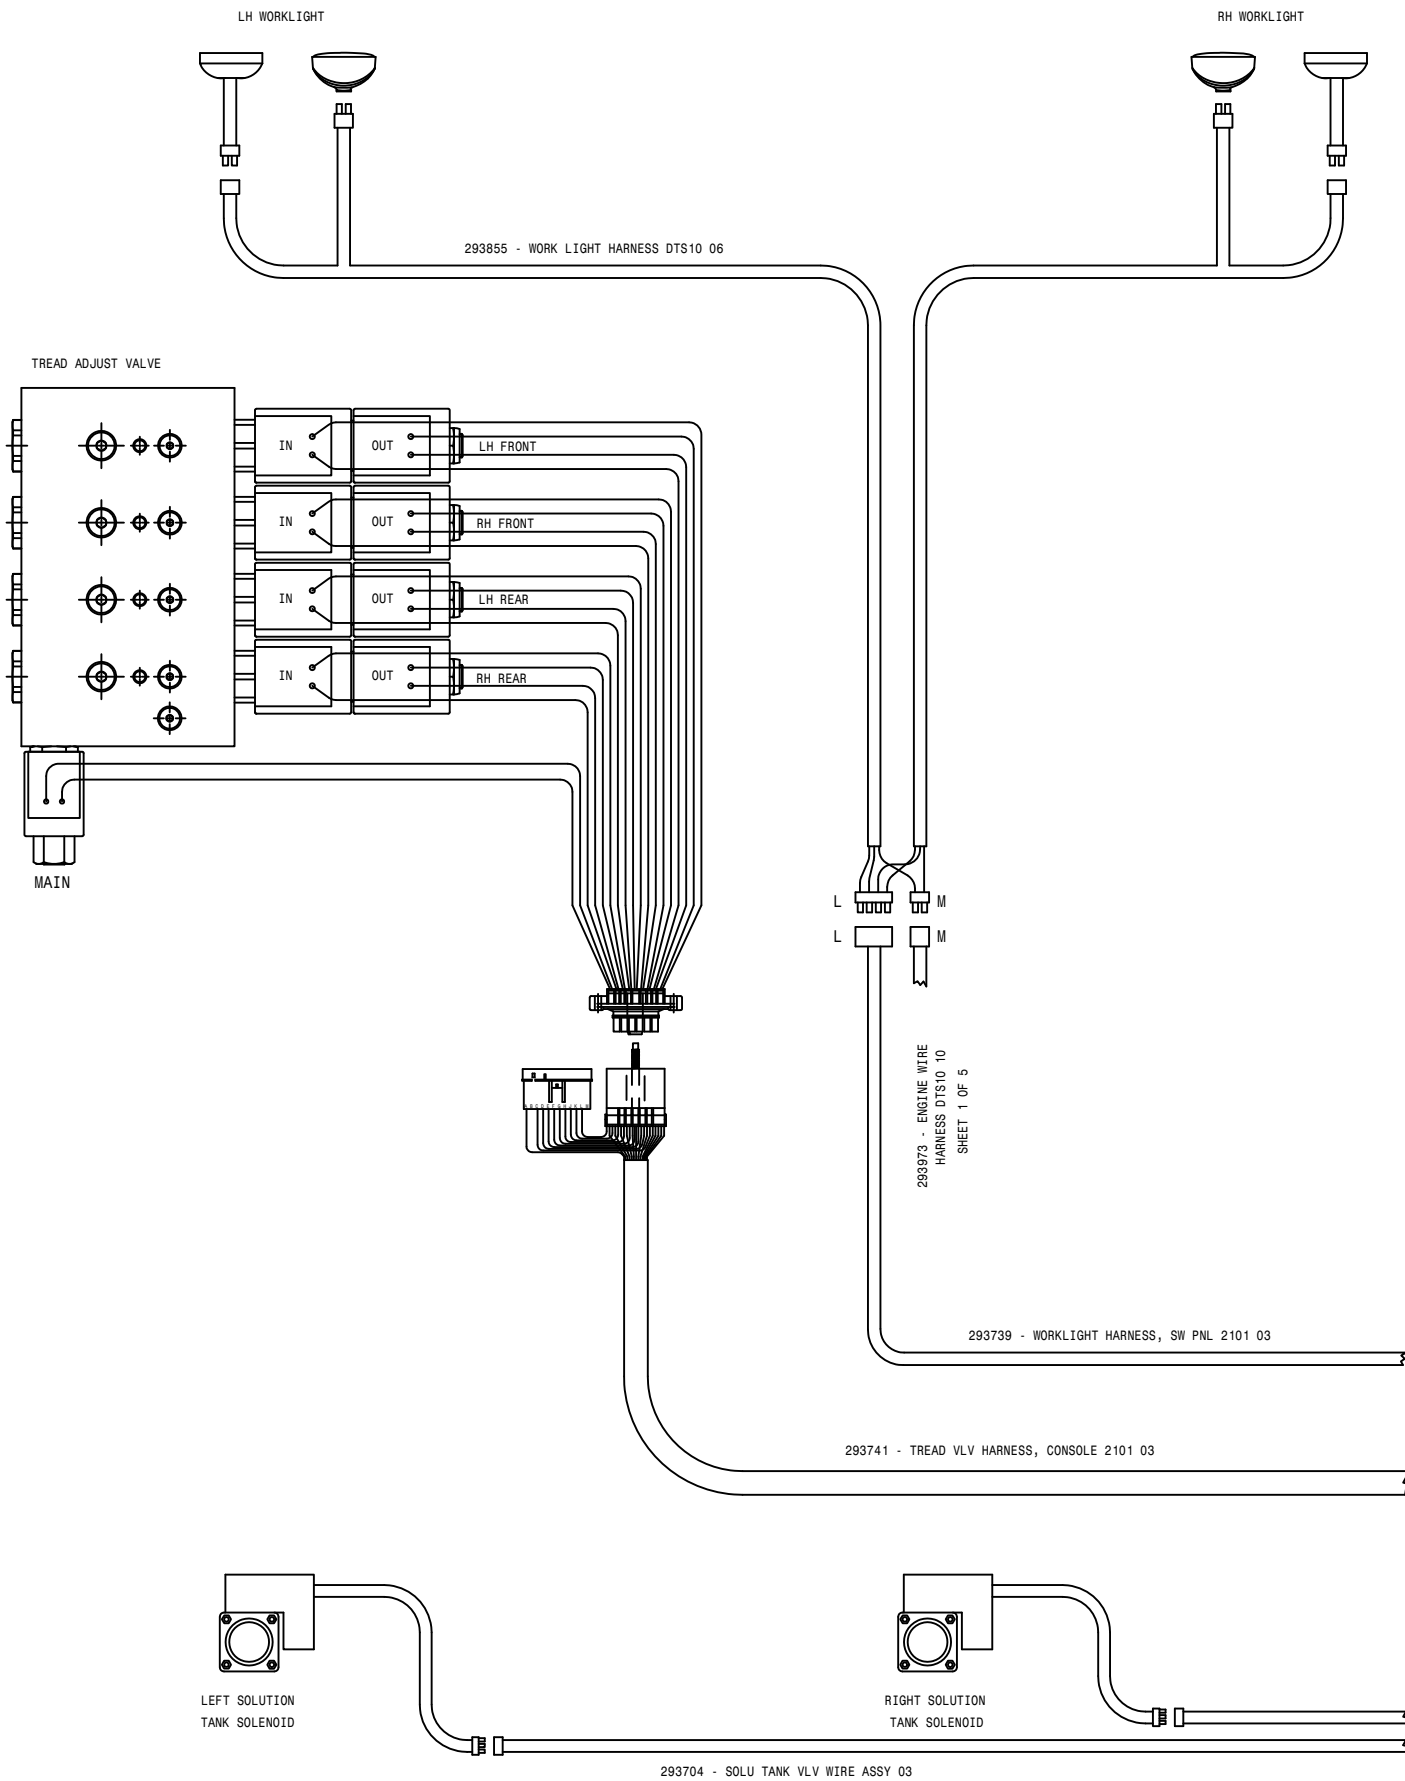 LH WORKLIGHT
RH WORKLIGHT
293855 - WORK LIGHT HARNESS DTS10 06
TREAD ADJUST VALVE
IN OUT LH FRONT
IN OUT RH FRONT
IN OUT LH REAR
IN OUT RH REAR
MAIN
L M
L M
293973 - ENGINE WIRE
HARNESS DTS10 10
SHEET 1 OF 5
293739 - WORKLIGHT HARNESS, SW PNL 2101 03
293741 - TREAD VLV HARNESS, CONSOLE 2101 03
LEFT SOLUTION
TANK SOLENOID
RIGHT SOLUTION
TANK SOLENOID
293704 - SOLU TANK VLV WIRE ASSY 03